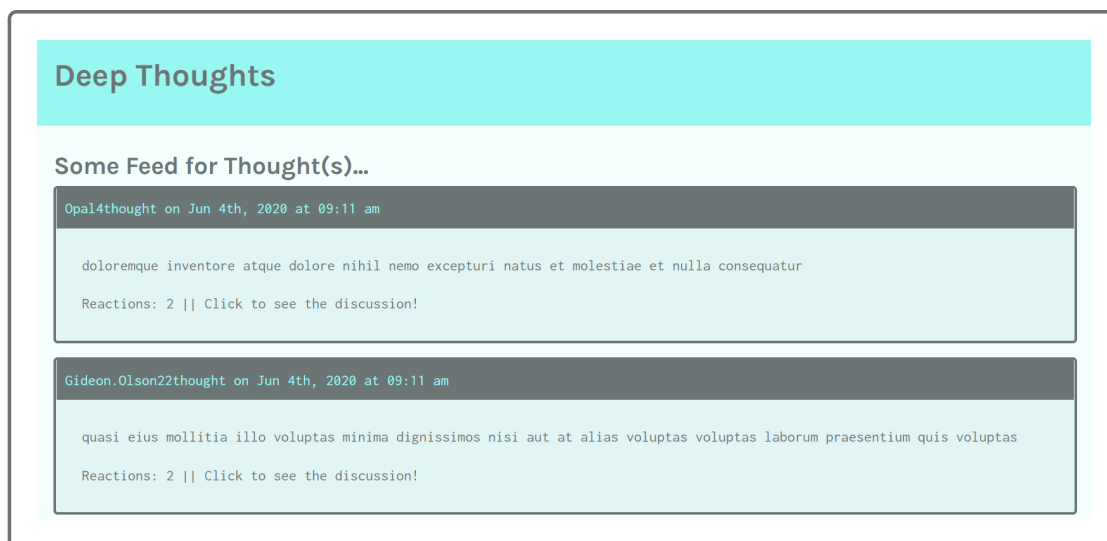 Deep Thoughts
Some Feed for Thought(s)...
Opal4thought on Jun 4th, 2020 at 09:11 am
doloremque inventore atque dolore nihil nemo excepturi natus et molestiae et nulla consequatur
Reactions: 2 || Click to see the discussion!
Gideon.Olson22thought on Jun 4th, 2020 at 09:11 am
quasi eius mollitia illo voluptas minima dignissimos nisi aut at alias voluptas voluptas laborum praesentium quis voluptas
Reactions: 2 || Click to see the discussion!